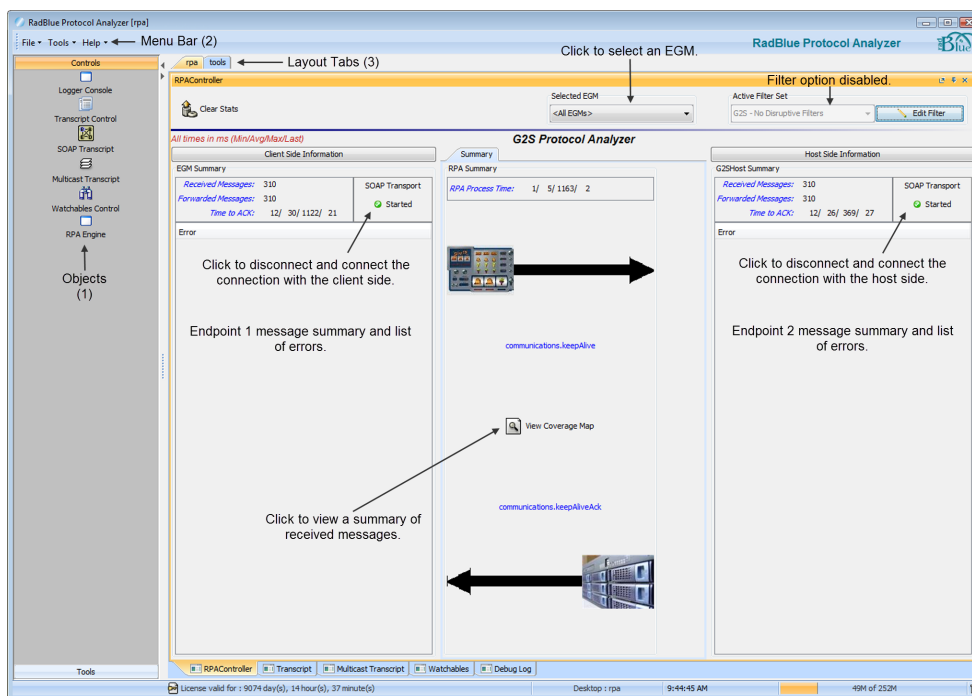 RadBlue Protocol Analyzer [rpa]
File Tools Help
Menu Bar (2)
RadBlue Protocol Analyzer
rad
Blue
Controls
Logger Console
Transcript Control
SOAP Transcript
Multicast Transcript
Watchables Control
RPA Engine
Objects
(1)
Tools
rpa tools
Layout Tabs (3)
Click to select an EGM.
Filter option disabled.
RPAController
Clear Stats
Selected EGM
<All EGMs>
Active Filter Set
G2S - No Disruptive Filters
Edit Filter
All times in ms (Min/Avg/Max/Last)
G2S Protocol Analyzer
Client Side Information
EGM Summary
Received Messages: 310
Forwarded Messages: 310
Time to ACK: 12/ 30/1122/ 21
SOAP Transport
Started
Error
Click to disconnect and connect the
connection with the client side.
Endpoint 1 message summary and list
of errors.
Summary
RPA Summary
RPA Process Time: 1/ 5/1163/ 2
communications.keepAlive
View Coverage Map
Click to view a summary of
received messages.
communications.keepAliveAck
Host Side Information
G2SHost Summary
Received Messages: 310
Forwarded Messages: 310
Time to ACK: 12/ 26/ 369/ 27
SOAP Transport
Started
Error
Click to disconnect and connect the
connection with the host side.
Endpoint 2 message summary and list
of errors.
RPAController Transcript Multicast Transcript Watchables Debug Log
License valid for : 9074 day(s), 14 hour(s), 37 minute(s)
Desktop : rpa
9:44:45 AM
49M of 252M